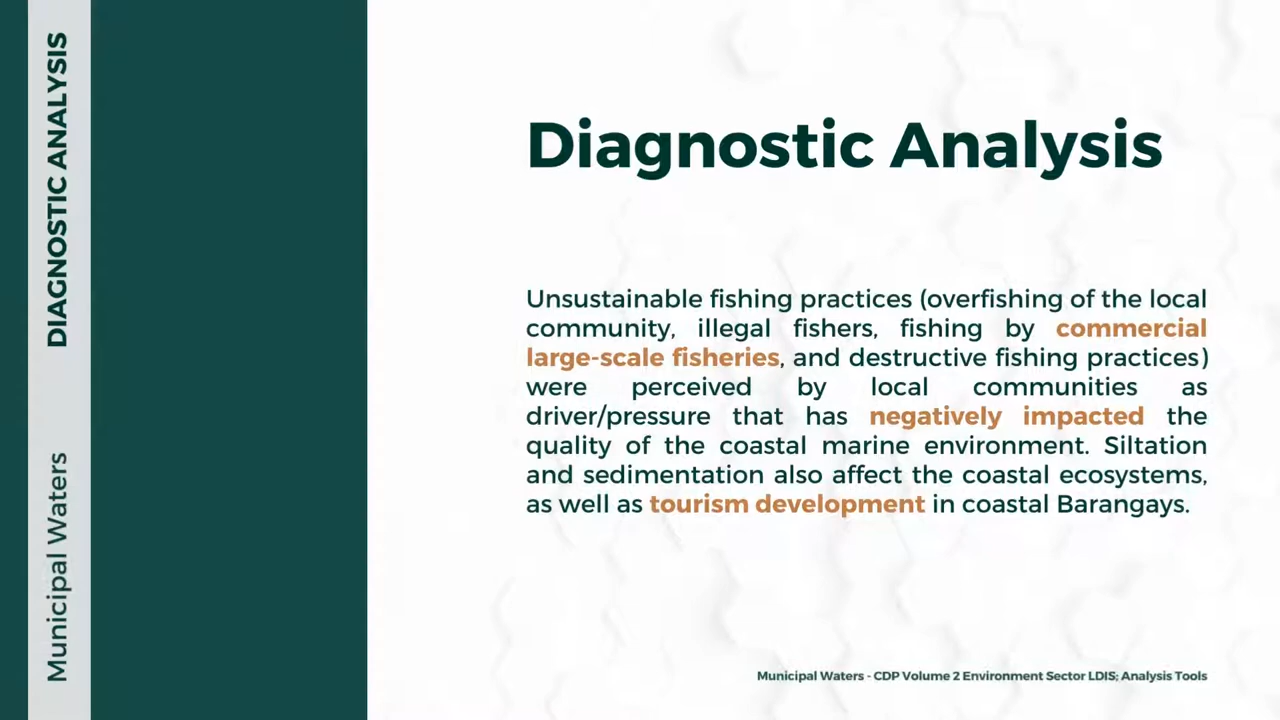 DIAGNOSTIC ANALYSIS
Municipal Waters
Diagnostic Analysis
Unsustainable fishing practices (overfishing of the local
community, illegal fishers, fishing by commercial
large-scale fisheries, and destructive fishing practices)
were perceived by local communities as
driver/pressure that has negatively impacted the
quality of the coastal marine environment. Siltation
and sedimentation also affect the coastal ecosystems,
as well as tourism development in coastal Barangays.
Municipal Waters - CDP Volume 2 Environment Sector LDIS; Analysis Tools